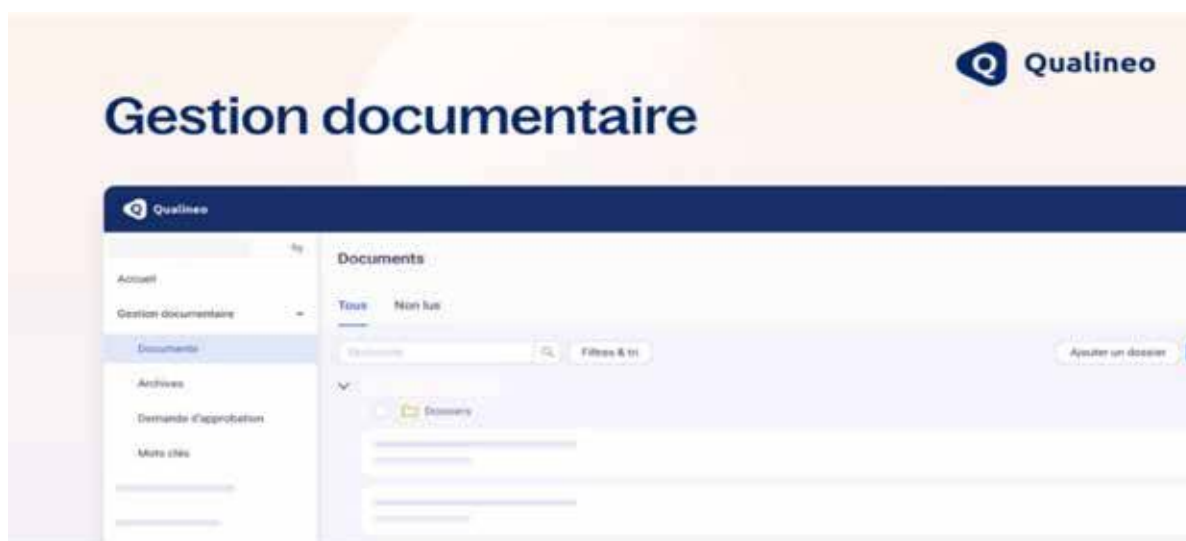 Qualineo
Gestion documentaire
Qualineo
Accueil
Gestion documentaire
Documents
Archives
Demande d'approbation
Mots clés
Documents
Tous Non lus
Filtres & tri
Ajouter un dossier
Dossiers